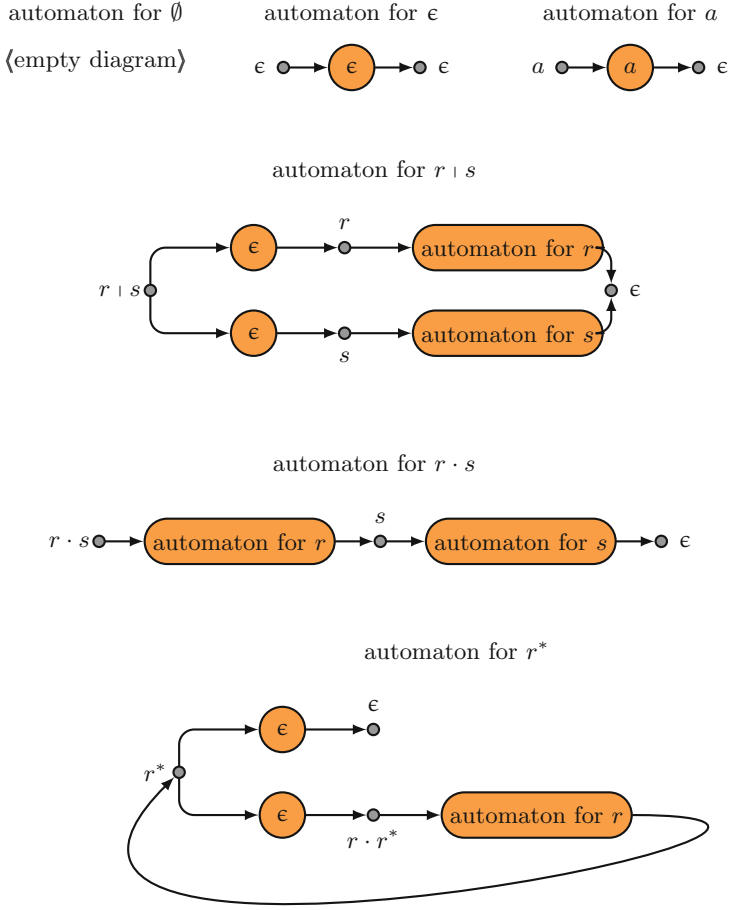 automaton for ∅ automaton for ϵ automaton for a
⟪empty diagram⟫ ϵ ϵ ϵ a a ϵ
automaton for r ı s
r
ϵ automaton for r
r ı s ϵ
ϵ automaton for s
s
automaton for r · s
s
r · s automaton for r automaton for s ϵ
automaton for r*
ϵ
ϵ
r*
ϵ automaton for r
r · r*